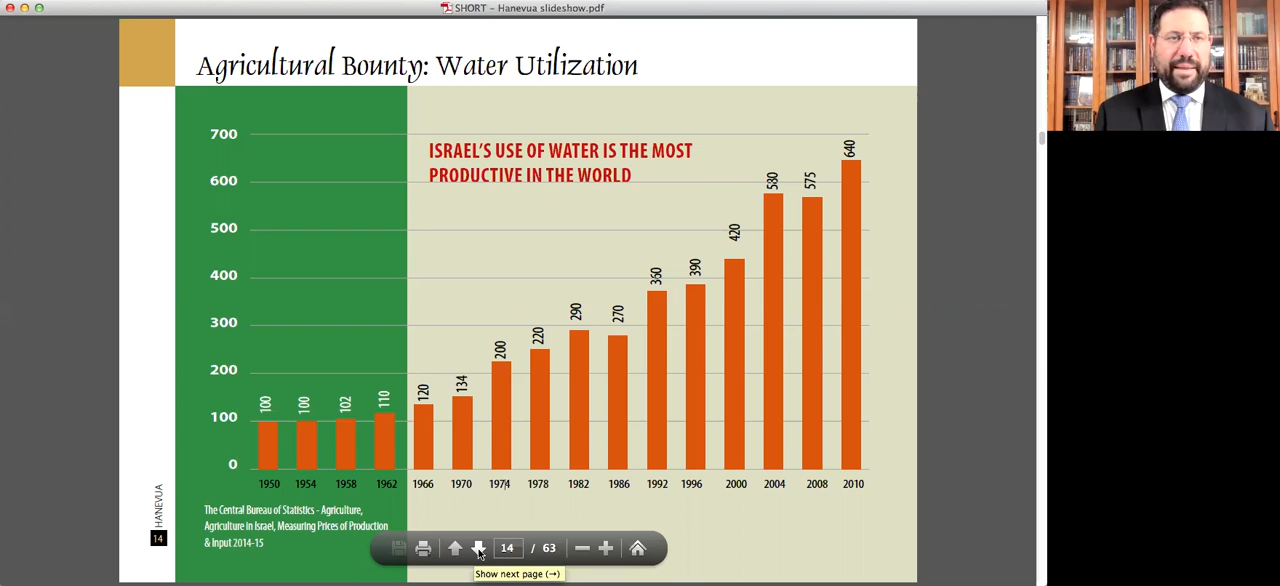 SHORT - Hanevua slideshow.pdf
Agricultural Bounty: Water Utilization
ISRAEL'S USE OF WATER IS THE MOST
PRODUCTIVE IN THE WORLD
700
600
500
400
300
200
100
0
100
100
102
110
120
134
200
220
290
270
360
390
420
580
575
640
1950 1954 1958 1962 1966 1970 1974 1978 1982 1986 1992 1996 2000 2004 2008 2010
The Central Bureau of Statistics - Agriculture,
Agriculture in Israel, Measuring Prices of Production
& Input 2014-15
HANEVUA
14
14 / 63
Show next page (→)